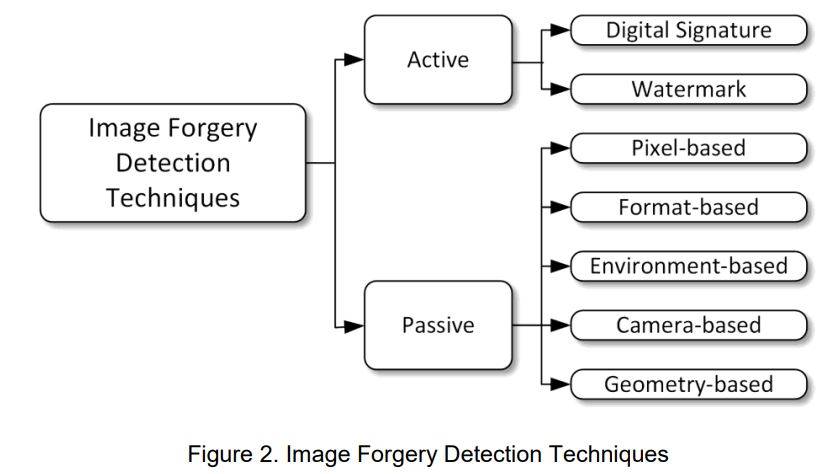 Image Forgery
Detection
Techniques
Active
Digital Signature
Watermark
Passive
Pixel-based
Format-based
Environment-based
Camera-based
Geometry-based
Figure 2. Image Forgery Detection Techniques